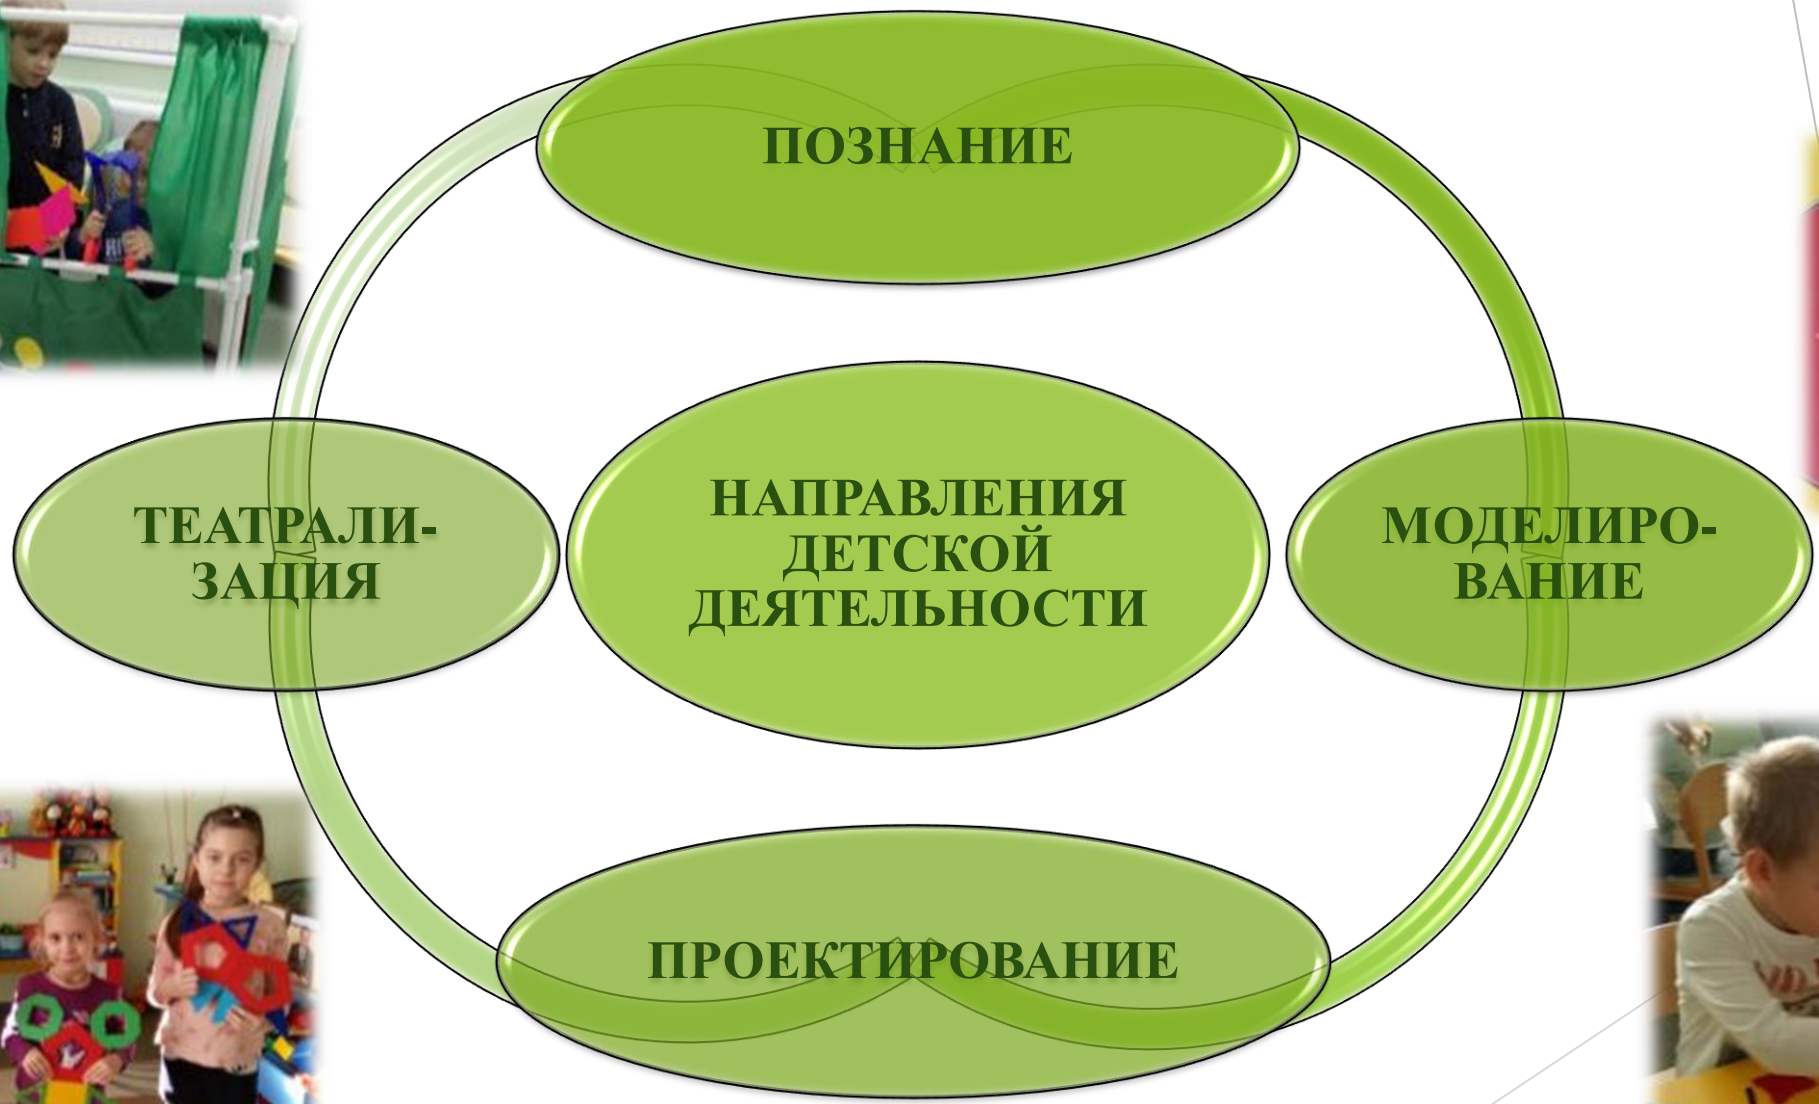 ПОЗНАНИЕ
ТЕАТРАЛИ-
ЗАЦИЯ
НАПРАВЛЕНИЯ
ДЕТСКОЙ
ДЕЯТЕЛЬНОСТИ
МОДЕЛИРО-
ВАНИЕ
ПРОЕКТИРОВАНИЕ